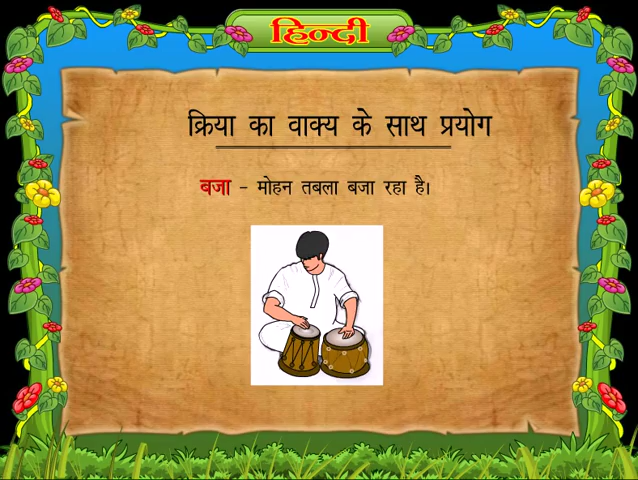 हिन्दी
क्रिया का वाक्य के साथ प्रयोग
बजा - मोहन तबला बजा रहा है।